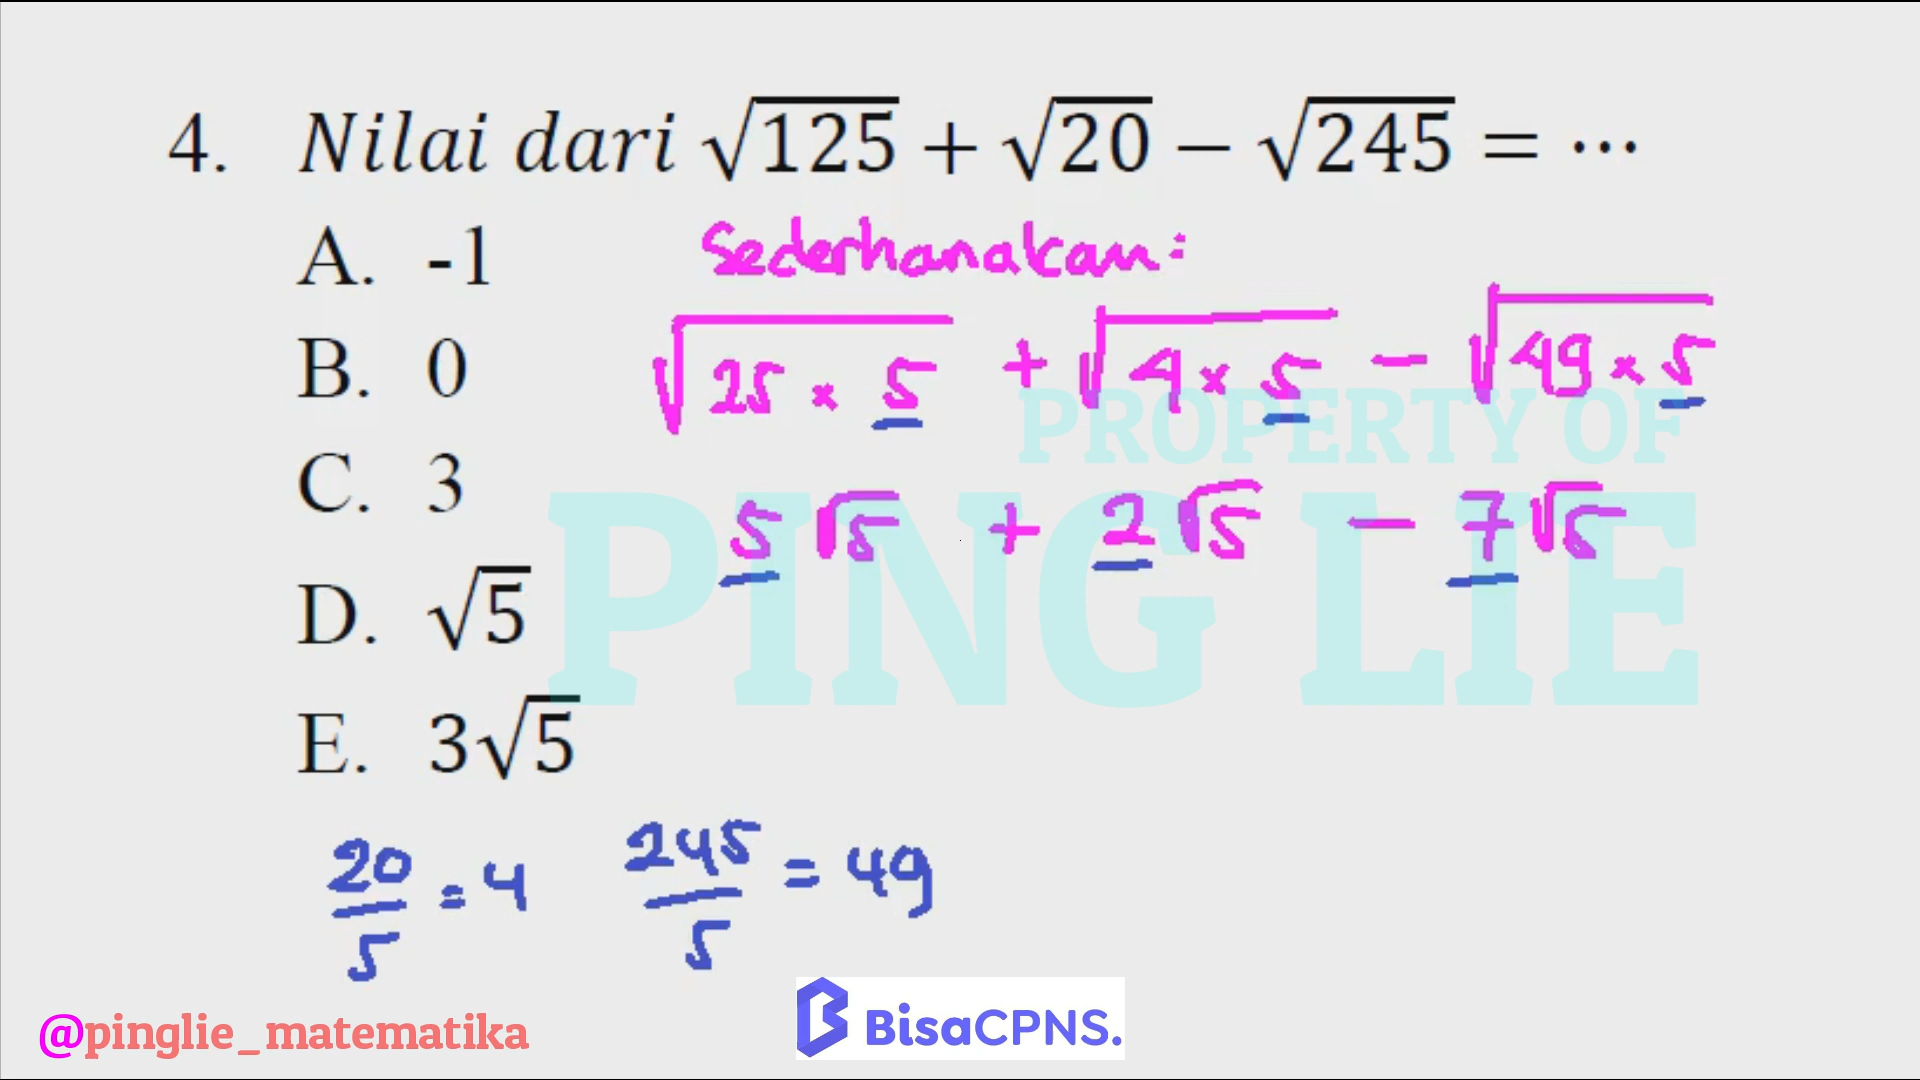 4. Nilai dari √125 + √20 − √245 = ⋯
A. -1
Sederhanakan:
B. 0
√25 × 5 + √4 × 5 − √49 × 5
C. 3
5√5 + 2√5 − 7√5
D. √5
E. 3√5
20/5 = 4 245/5 = 49
PROPERTY OF
PING LIE
@pinglie_matematika
BisaCPNS.